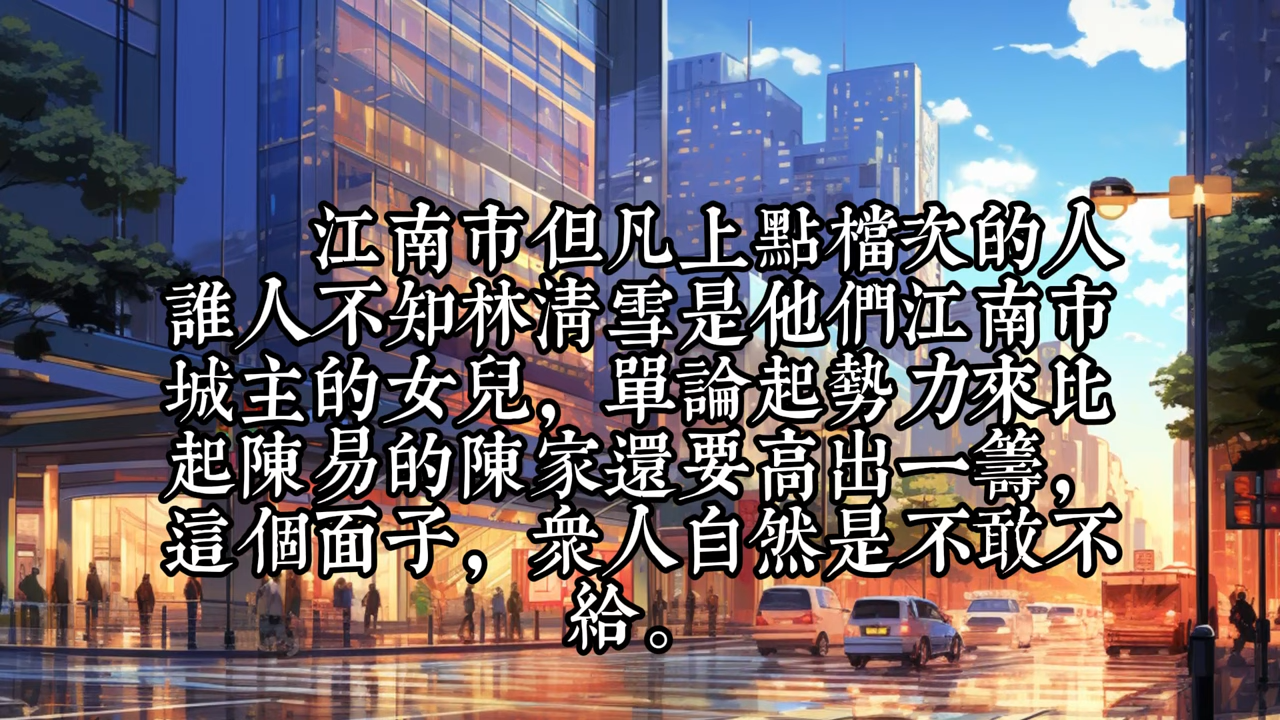 江南市但凡上點檔次的人
誰人不知林淸雪是他們江南市
城主的女兒，單論起勢力來比
起陳易的陳家還要高出一籌，
這個面子，衆人自然是不敢不
給。